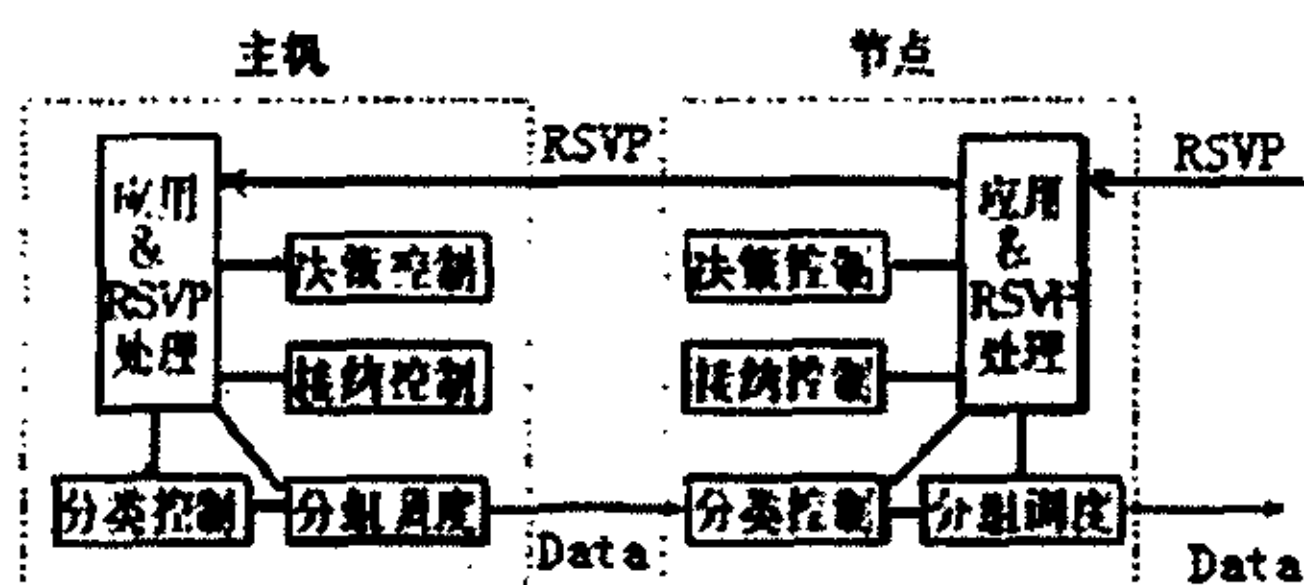 主机
节点
RSVP
RSVP
应用
&
RSVP
处理
决策控制
接纳控制
分类控制
分组调度
Data
决策控制
接纳控制
应用
&
RSVP
处理
分类控制
分组调度
Data